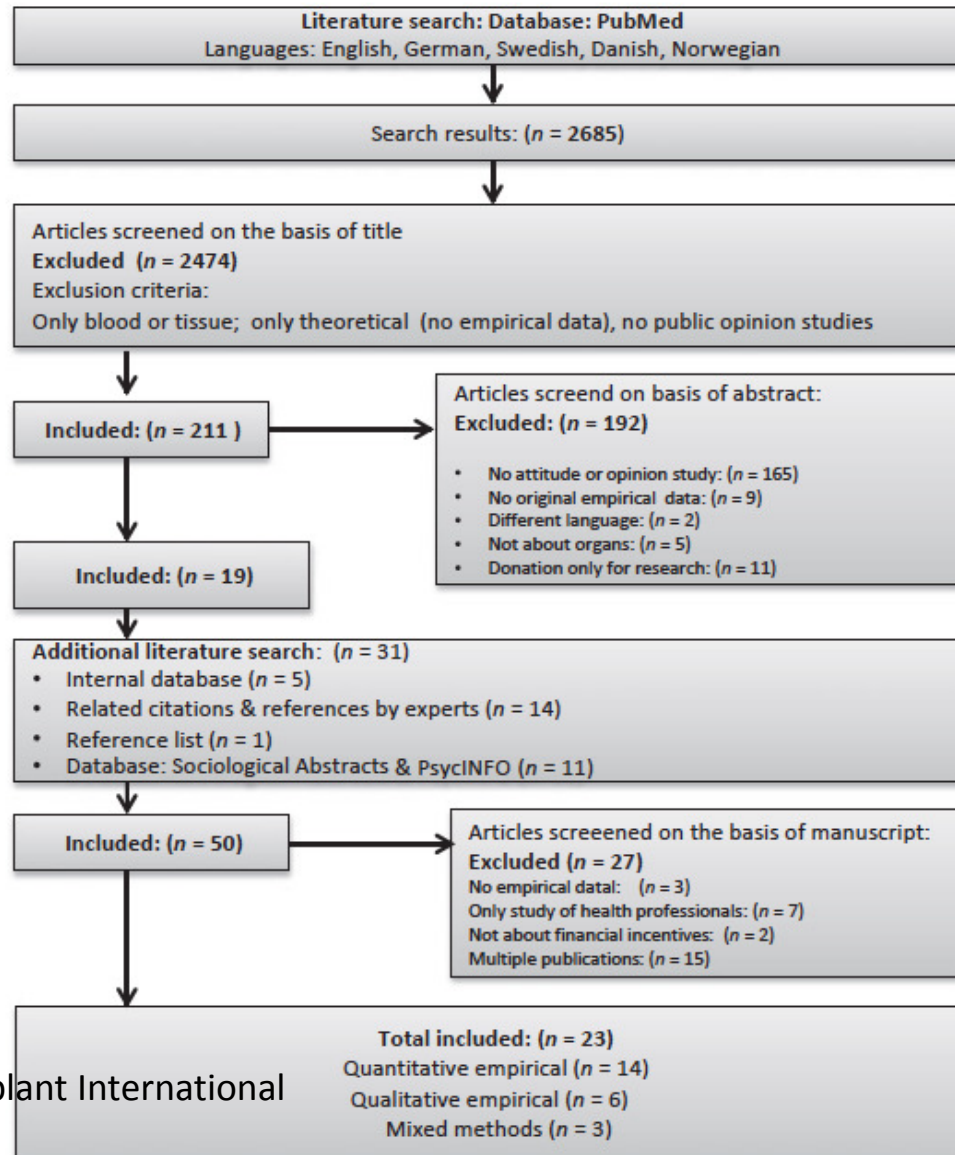 Literature search: Database: PubMed
Languages: English, German, Swedish, Danish, Norwegian
Search results: (n = 2685)
Articles screened on the basis of title
Excluded (n = 2474)
Exclusion criteria:
Only blood or tissue; only theoretical (no empirical data), no public opinion studies
Included: (n = 211 )
Articles screend on basis of abstract:
Excluded: (n = 192)
• No attitude or opinion study: (n = 165)
• No original empirical data: (n = 9)
• Different language: (n = 2)
• Not about organs: (n = 5)
• Donation only for research: (n = 11)
Included: (n = 19)
Additional literature search: (n = 31)
• Internal database (n = 5)
• Related citations & references by experts (n = 14)
• Reference list (n = 1)
• Database: Sociological Abstracts & PsycINFO (n = 11)
Included: (n = 50)
Articles screeened on the basis of manuscript:
Excluded (n = 27)
No empirical datal: (n = 3)
Only study of health professionals: (n = 7)
Not about financial incentives: (n = 2)
Multiple publications: (n = 15)
Total included: (n = 23)
Quantitative empirical (n = 14)
Qualitative empirical (n = 6)
Mixed methods (n = 3)
plant International